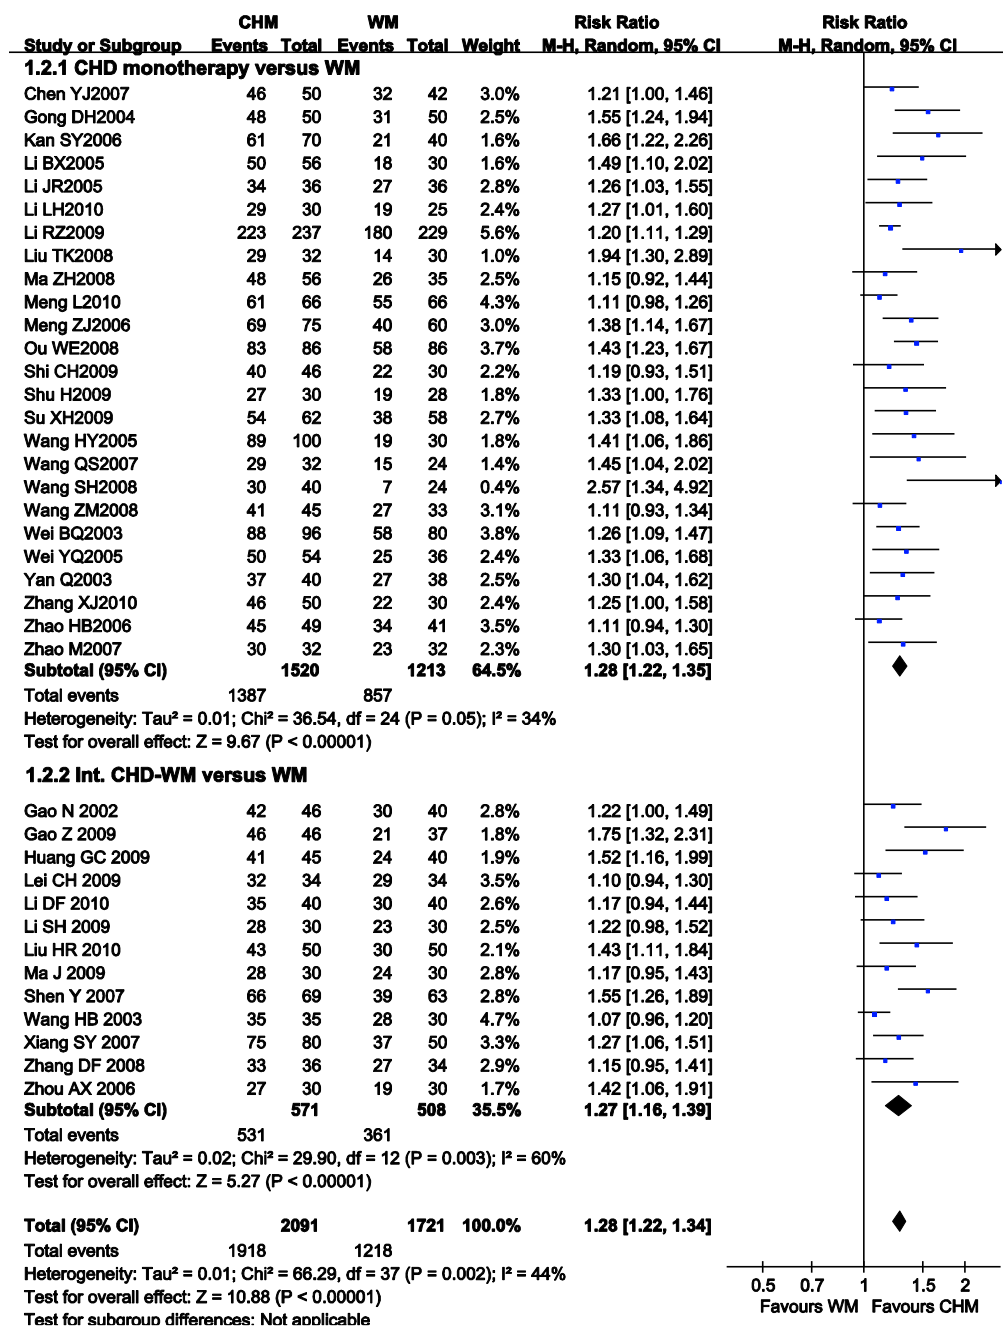 CHM WM Risk Ratio Risk Ratio
Study or Subgroup Events Total Events Total Weight M-H, Random, 95% CI M-H, Random, 95% CI
1.2.1 CHD monotherapy versus WM
Chen YJ2007 46 50 32 42 3.0% 1.21 [1.00, 1.46]
Gong DH2004 48 50 31 50 2.5% 1.55 [1.24, 1.94]
Kan SY2006 61 70 21 40 1.6% 1.66 [1.22, 2.26]
Li BX2005 50 56 18 30 1.6% 1.49 [1.10, 2.02]
Li JR2005 34 36 27 36 2.8% 1.26 [1.03, 1.55]
Li LH2010 29 30 19 25 2.4% 1.27 [1.01, 1.60]
Li RZ2009 223 237 180 229 5.6% 1.20 [1.11, 1.29]
Liu TK2008 29 32 14 30 1.0% 1.94 [1.30, 2.89]
Ma ZH2008 48 56 26 35 2.5% 1.15 [0.92, 1.44]
Meng L2010 61 66 55 66 4.3% 1.11 [0.98, 1.26]
Meng ZJ2006 69 75 40 60 3.0% 1.38 [1.14, 1.67]
Ou WE2008 83 86 58 86 3.7% 1.43 [1.23, 1.67]
Shi CH2009 40 46 22 30 2.2% 1.19 [0.93, 1.51]
Shu H2009 27 30 19 28 1.8% 1.33 [1.00, 1.76]
Su XH2009 54 62 38 58 2.7% 1.33 [1.08, 1.64]
Wang HY2005 89 100 19 30 1.8% 1.41 [1.06, 1.86]
Wang QS2007 29 32 15 24 1.4% 1.45 [1.04, 2.02]
Wang SH2008 30 40 7 24 0.4% 2.57 [1.34, 4.92]
Wang ZM2008 41 45 27 33 3.1% 1.11 [0.93, 1.34]
Wei BQ2003 88 96 58 80 3.8% 1.26 [1.09, 1.47]
Wei YQ2005 50 54 25 36 2.4% 1.33 [1.06, 1.68]
Yan Q2003 37 40 27 38 2.5% 1.30 [1.04, 1.62]
Zhang XJ2010 46 50 22 30 2.4% 1.25 [1.00, 1.58]
Zhao HB2006 45 49 34 41 3.5% 1.11 [0.94, 1.30]
Zhao M2007 30 32 23 32 2.3% 1.30 [1.03, 1.65]
Subtotal (95% CI) 1520 1213 64.5% 1.28 [1.22, 1.35]
Total events 1387 857
Heterogeneity: Tau² = 0.01; Chi² = 36.54, df = 24 (P = 0.05); I² = 34%
Test for overall effect: Z = 9.67 (P < 0.00001)
1.2.2 Int. CHD-WM versus WM
Gao N 2002 42 46 30 40 2.8% 1.22 [1.00, 1.49]
Gao Z 2009 46 46 21 37 1.8% 1.75 [1.32, 2.31]
Huang GC 2009 41 45 24 40 1.9% 1.52 [1.16, 1.99]
Lei CH 2009 32 34 29 34 3.5% 1.10 [0.94, 1.30]
Li DF 2010 35 40 30 40 2.6% 1.17 [0.94, 1.44]
Li SH 2009 28 30 23 30 2.5% 1.22 [0.98, 1.52]
Liu HR 2010 43 50 30 50 2.1% 1.43 [1.11, 1.84]
Ma J 2009 28 30 24 30 2.8% 1.17 [0.95, 1.43]
Shen Y 2007 66 69 39 63 2.8% 1.55 [1.26, 1.89]
Wang HB 2003 35 35 28 30 4.7% 1.07 [0.96, 1.20]
Xiang SY 2007 75 80 37 50 3.3% 1.27 [1.06, 1.51]
Zhang DF 2008 33 36 27 34 2.9% 1.15 [0.95, 1.41]
Zhou AX 2006 27 30 19 30 1.7% 1.42 [1.06, 1.91]
Subtotal (95% CI) 571 508 35.5% 1.27 [1.16, 1.39]
Total events 531 361
Heterogeneity: Tau² = 0.02; Chi² = 29.90, df = 12 (P = 0.003); I² = 60%
Test for overall effect: Z = 5.27 (P < 0.00001)
Total (95% CI) 2091 1721 100.0% 1.28 [1.22, 1.34]
Total events 1918 1218
Heterogeneity: Tau² = 0.01; Chi² = 66.29, df = 37 (P = 0.002); I² = 44%
Test for overall effect: Z = 10.88 (P < 0.00001)
Test for subgroup differences: Not applicable
0.5 0.7 1 1.5 2
Favours WM Favours CHM